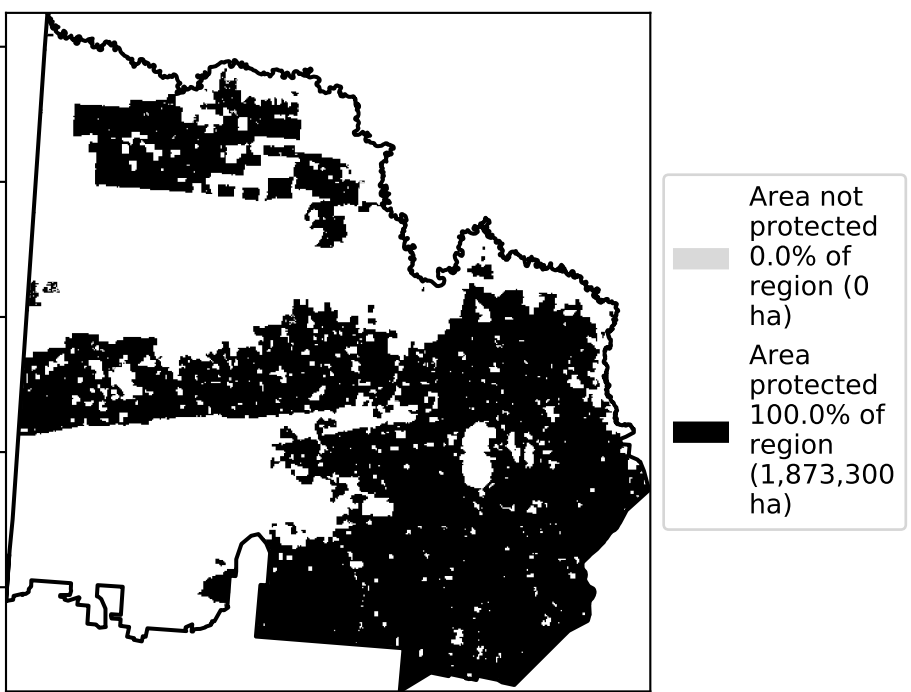 Area not
protected
0.0% of
region (0
ha)
Area
protected
100.0% of
region
(1,873,300
ha)